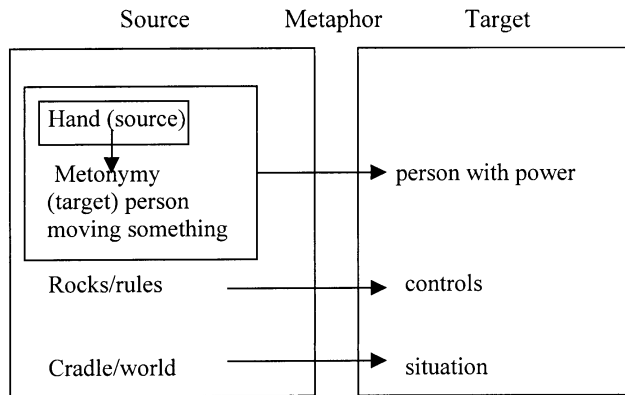 Source Metaphor Target
Hand (source)
Metonymy
(target) person
moving something
person with power
Rocks/rules
controls
Cradle/world
situation